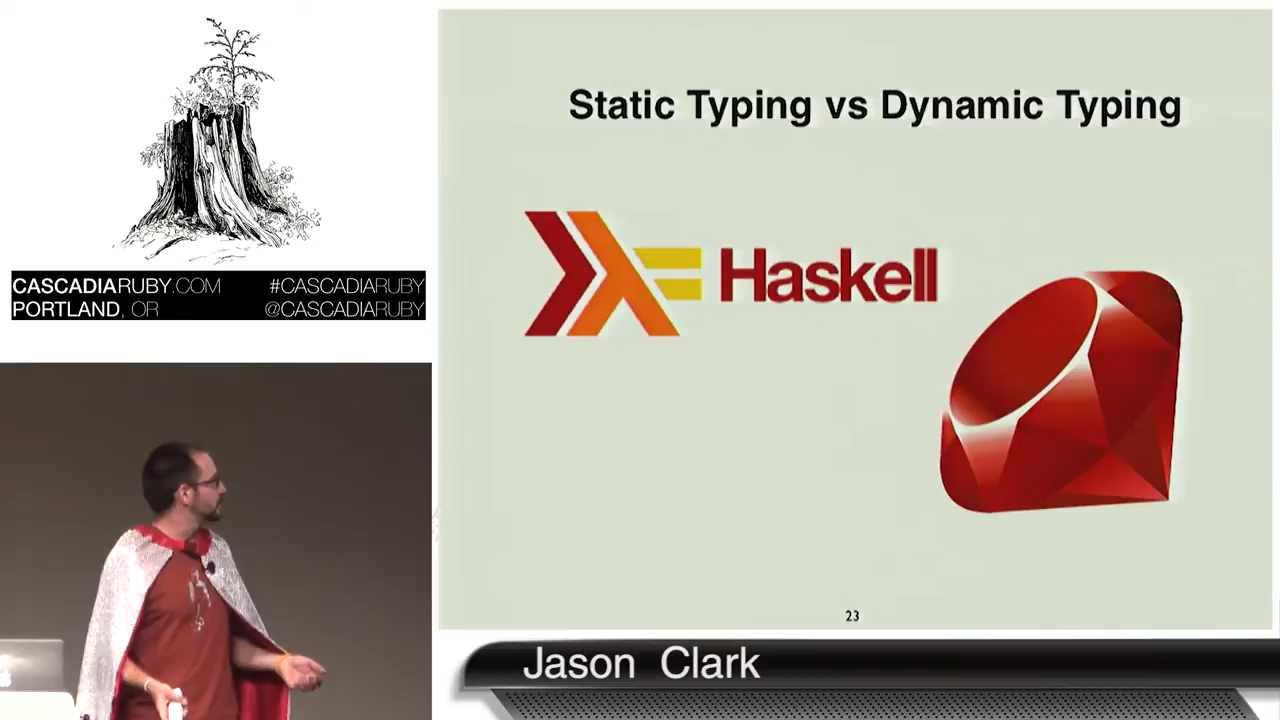 CASCADIARUBY.COM #CASCADIARUBY
PORTLAND, OR @CASCADIARUBY
Static Typing vs Dynamic Typing
Haskell
23
Jason Clark